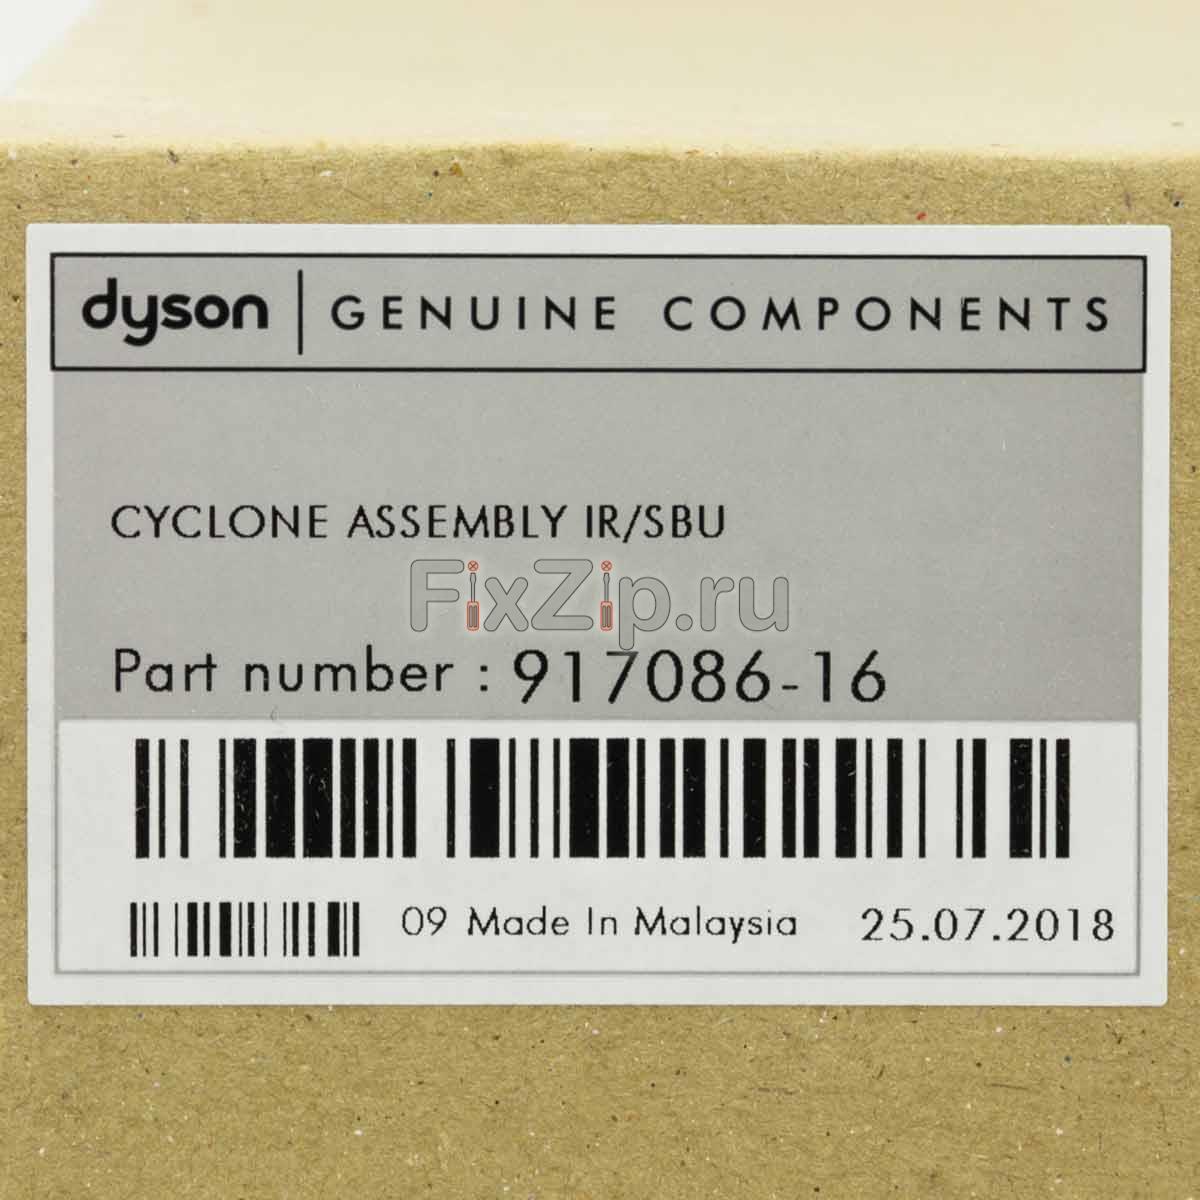 dyson GENUINE COMPONENTS
CYCLONE ASSEMBLY IR/SBU
FixZip.ru
Part number : 917086-16
09 Made In Malaysia 25.07.2018